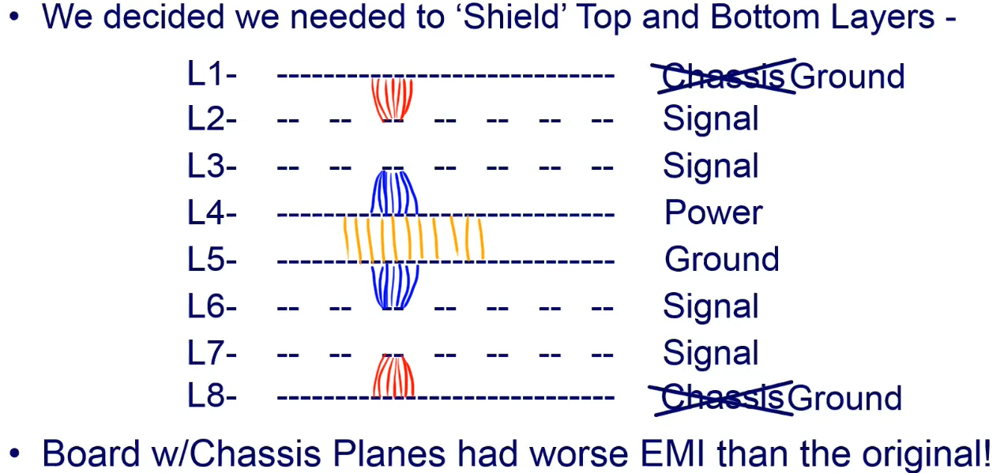 • We decided we needed to ‘Shield’ Top and Bottom Layers -
L1- ----------------------------- Chassis Ground
L2- -- -- -- -- -- -- -- Signal
L3- -- -- -- -- -- -- -- Signal
L4- ----------------------------- Power
L5- ----------------------------- Ground
L6- -- -- -- -- -- -- -- Signal
L7- -- -- -- -- -- -- -- Signal
L8- ----------------------------- Chassis Ground
• Board w/Chassis Planes had worse EMI than the original!